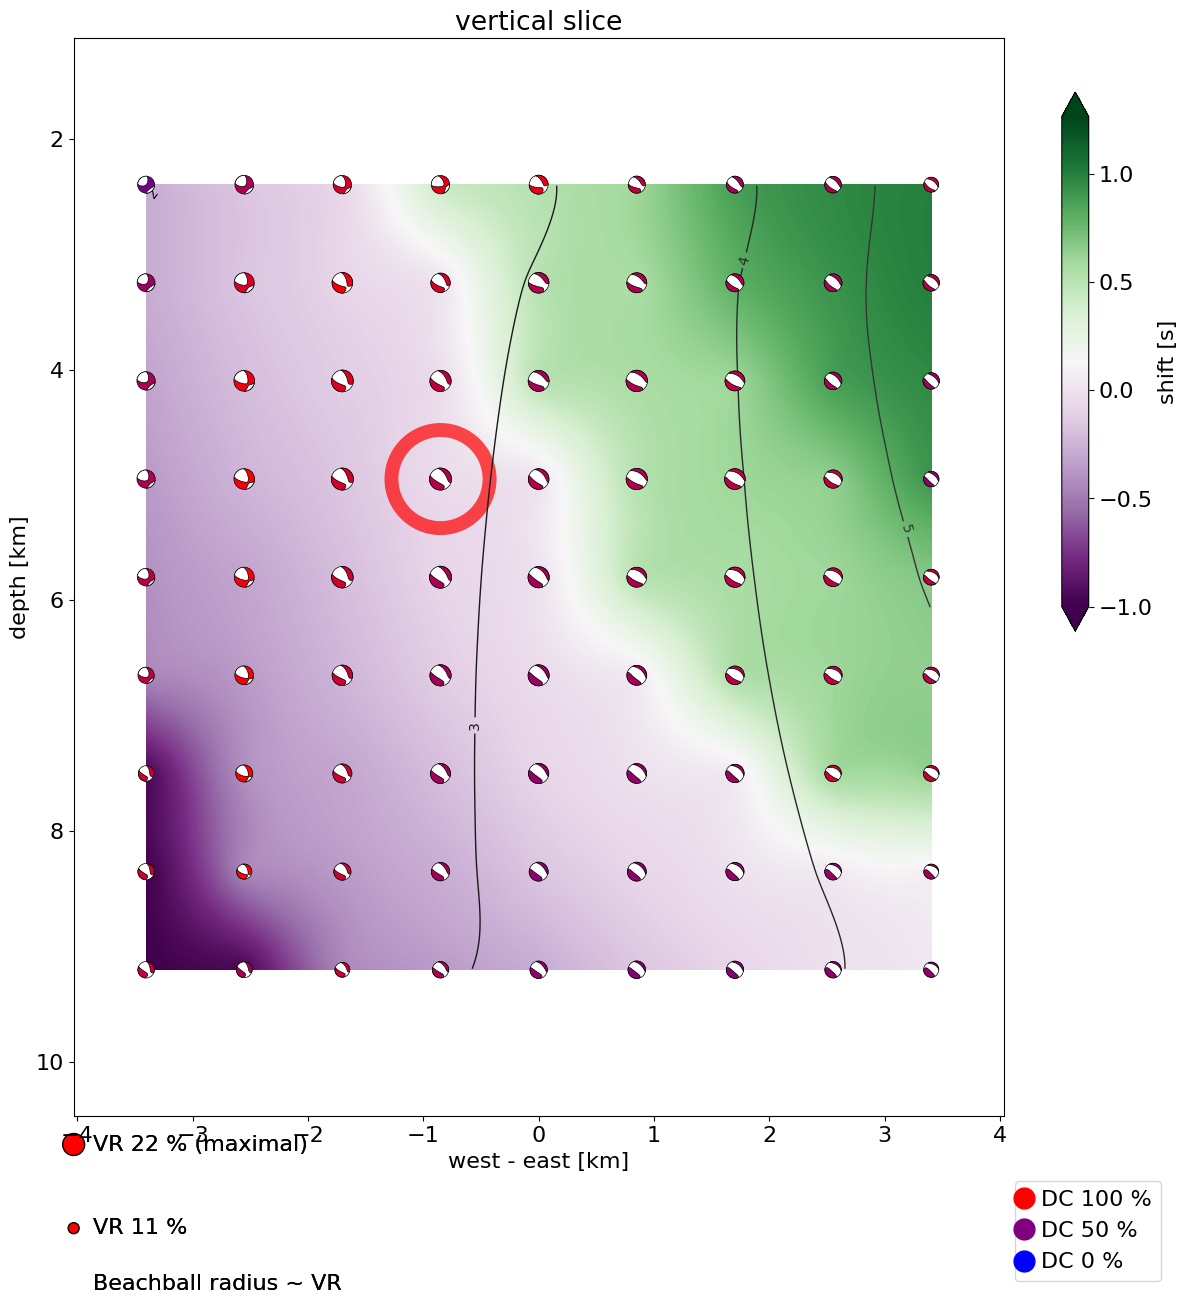 vertical slice
2
4
6
8
10
depth [km]
2
3
4
5
−4 −3 −2 −1 0 1 2 3 4
west - east [km]
1.0
0.5
0.0
−0.5
−1.0
shift [s]
VR 22 % (maximal)
VR 11 %
Beachball radius ~ VR
DC 100 %
DC 50 %
DC 0 %